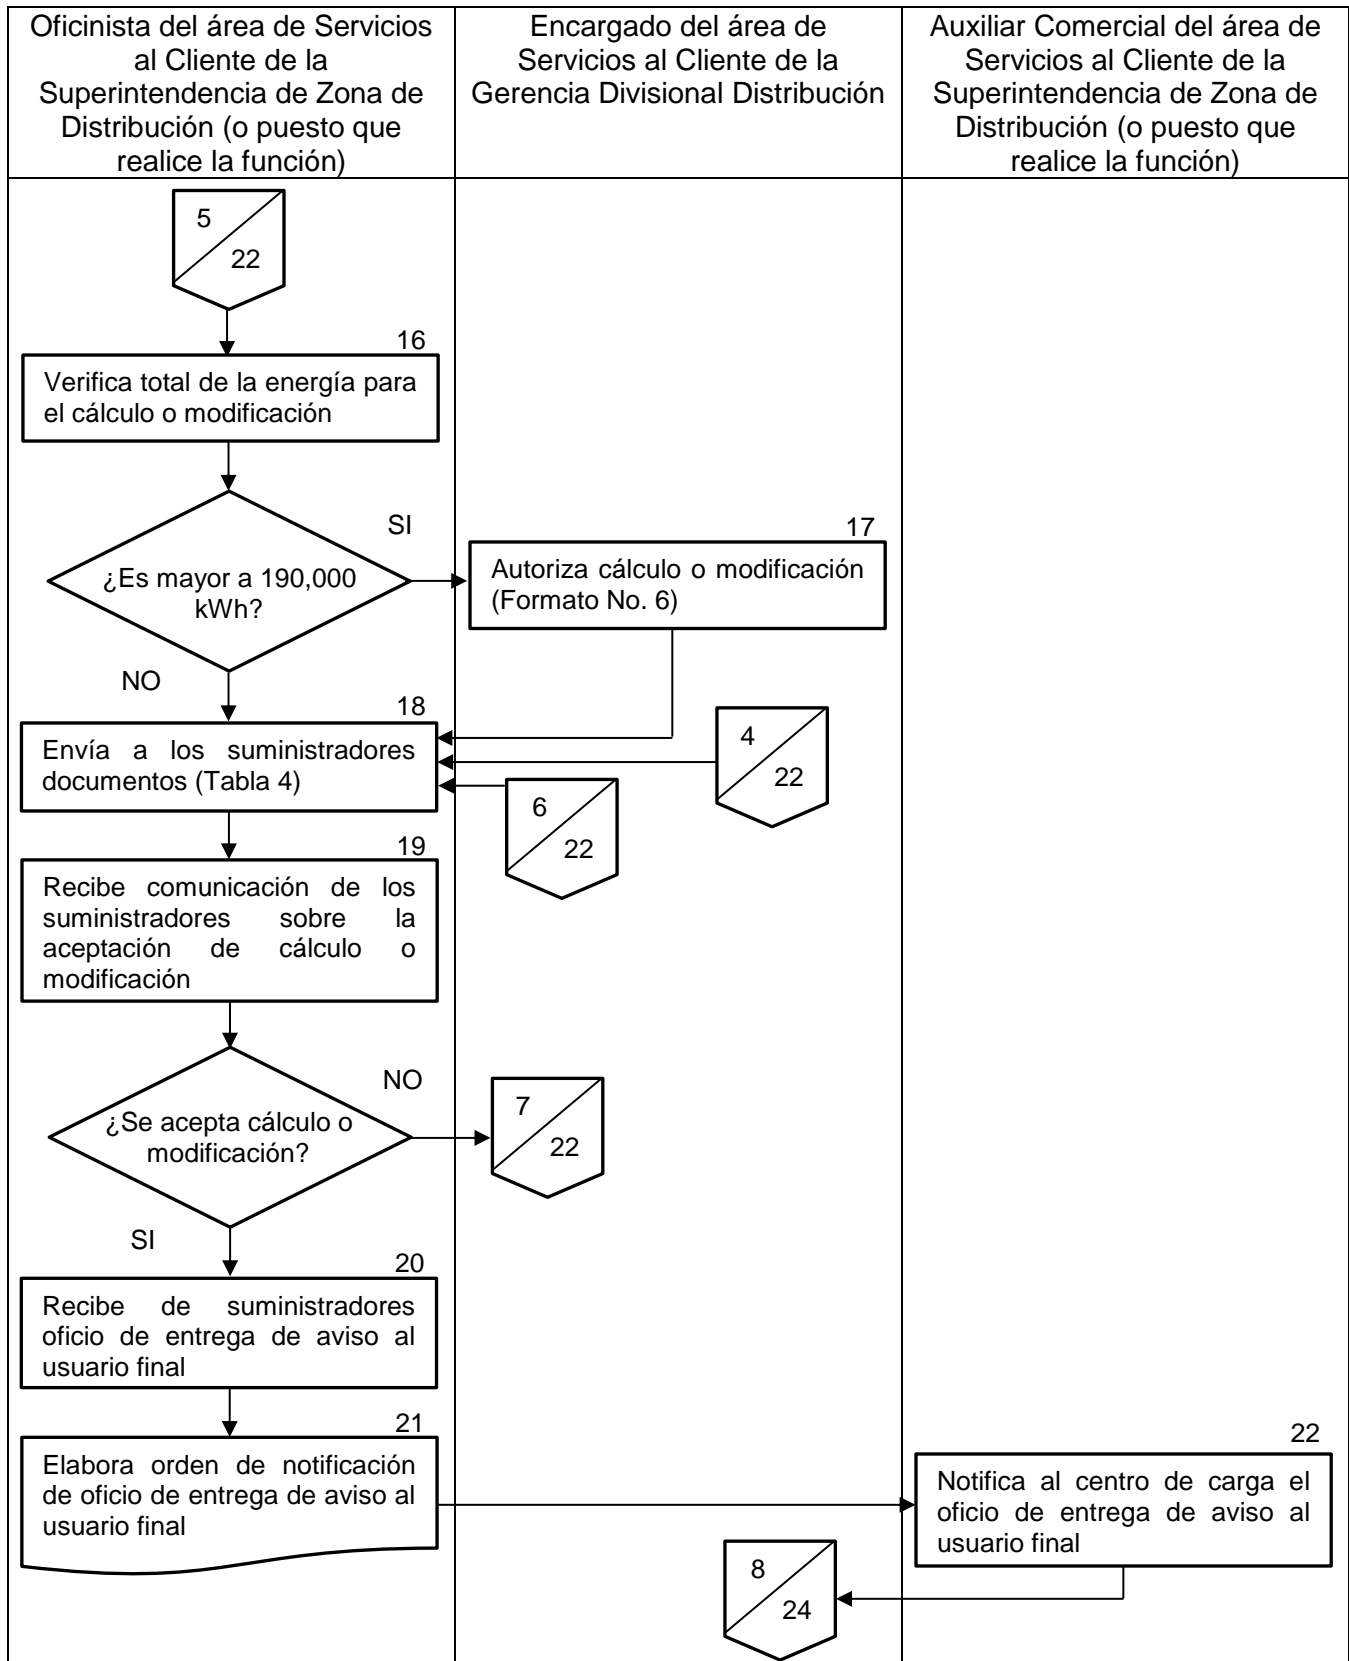 Oficinista del área de Servicios
al Cliente de la
Superintendencia de Zona de
Distribución (o puesto que
realice la función)
Encargado del área de
Servicios al Cliente de la
Gerencia Divisional Distribución
Auxiliar Comercial del área de
Servicios al Cliente de la
Superintendencia de Zona de
Distribución (o puesto que
realice la función)
5
22
16
Verifica total de la energía para
el cálculo o modificación
SI
¿Es mayor a 190,000
kWh?
17
Autoriza cálculo o modificación
(Formato No. 6)
NO
18
Envía a los suministradores
documentos (Tabla 4)
4
22
6
22
19
Recibe comunicación de los
suministradores sobre la
aceptación de cálculo o
modificación
NO
¿Se acepta cálculo o
modificación?
7
22
SI
20
Recibe de suministradores
oficio de entrega de aviso al
usuario final
21
Elabora orden de notificación
de oficio de entrega de aviso al
usuario final
22
Notifica al centro de carga el
oficio de entrega de aviso al
usuario final
8
24